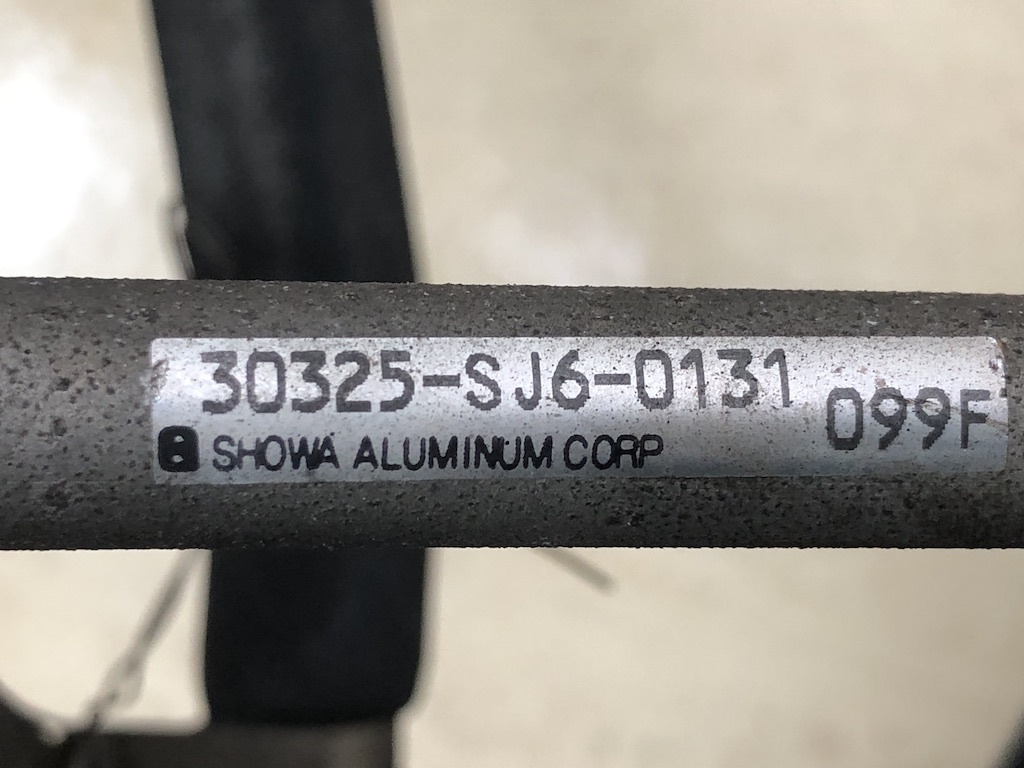 30325-SJ6-0131
099F
SHOWA ALUMINUM CORP